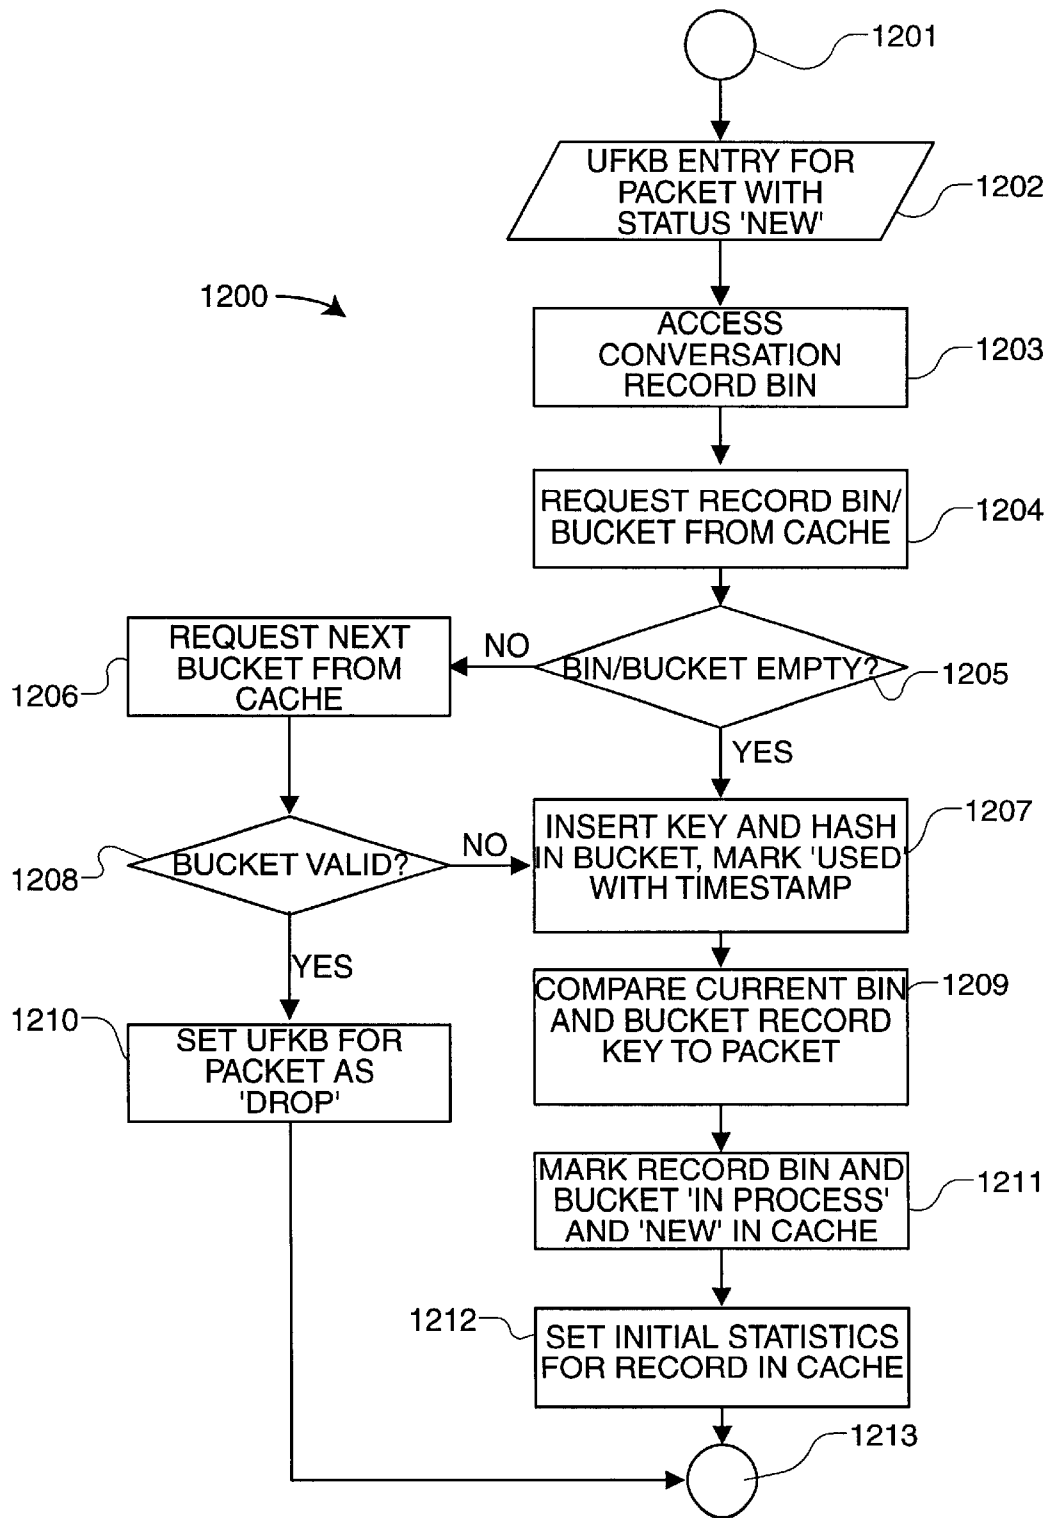 1201
UFKB ENTRY FOR
PACKET WITH
STATUS 'NEW'
1202
1200
ACCESS
CONVERSATION
RECORD BIN
1203
REQUEST RECORD BIN/
BUCKET FROM CACHE
1204
BIN/BUCKET EMPTY?
1205
NO
YES
REQUEST NEXT
BUCKET FROM
CACHE
1206
INSERT KEY AND HASH
IN BUCKET, MARK 'USED'
WITH TIMESTAMP
1207
BUCKET VALID?
1208
NO
YES
COMPARE CURRENT BIN
AND BUCKET RECORD
KEY TO PACKET
1209
SET UFKB FOR
PACKET AS
'DROP'
1210
MARK RECORD BIN AND
BUCKET 'IN PROCESS'
AND 'NEW' IN CACHE
1211
1212
SET INITIAL STATISTICS
FOR RECORD IN CACHE
1213